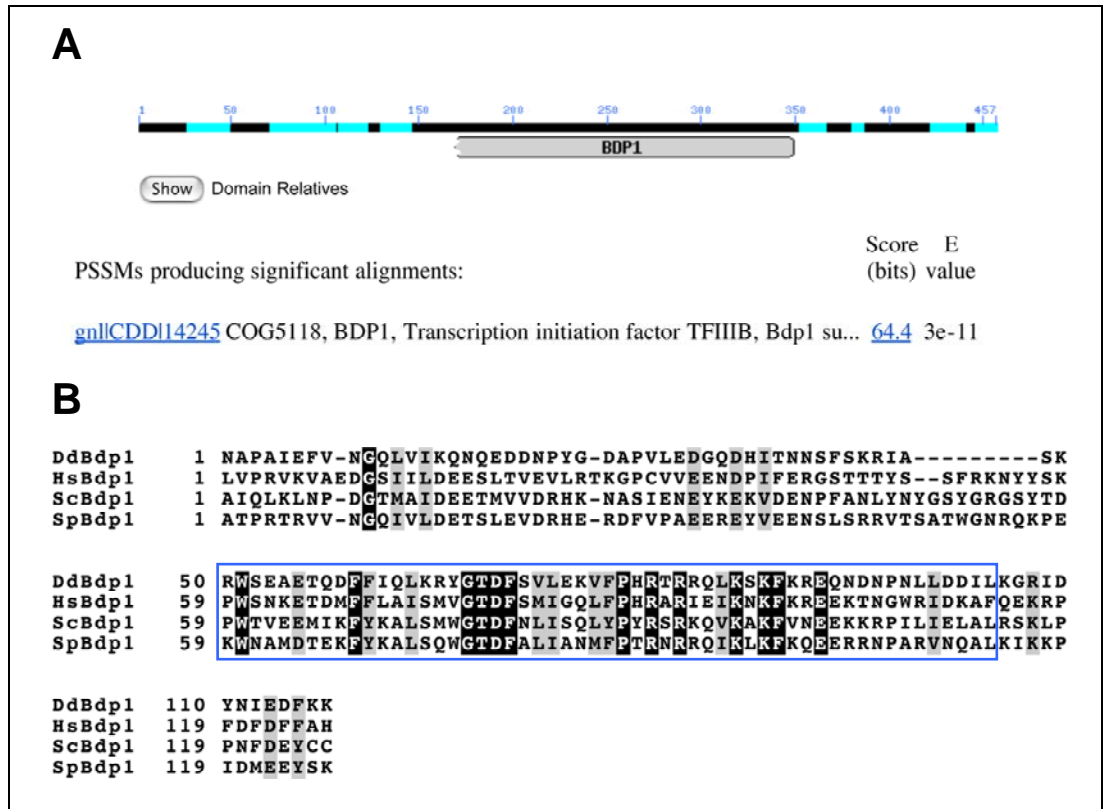 A
1 50 100 150 200 250 300 350 400 457
BDP1
Show Domain Relatives
Score E
PSSMs producing significant alignments: (bits) value
gnl|CDD|14245 COG5118, BDP1, Transcription initiation factor TFIIIB, Bdp1 su... 64.4 3e-11
B
DdBdp1 1 NAPAIEFV-NGQLVIKQNQEDDNPYG-DAPVLEDGQDHITNNSFSKRIA---------SK
HsBdp1 1 LVPRVKVAEDGSIILDEESLTVEVLRTKGPCVVEENDPIFERGSTTTYS--SFRKNYYSK
ScBdp1 1 AIQLKLNP-DGTMAIDEETMVVDRHK-NASIENEYKEKVDENPFANLYNYGSYGRGSYTD
SpBdp1 1 ATPRTRVV-NGQIVLDETSLEVDRHE-RDFVPAEEREYVEENSLSRRVTSATWGNRQKPE
DdBdp1 50 RWSEAETQDFFIQLKRYGTDFSVLEKVFPHRTRRQLKSKFKREQNDNPNLLDDILKGRID
HsBdp1 59 PWSNKETDMFFLAISMVGTDFSMIGQLFPHRARIEIKNKFKREEKTNGWRIDKAFQEKRP
ScBdp1 59 PWTVEEMIKFYKALSMWGTDFNLISQLYPYRSRKQVKAKFVNEEKKRPILIELALRSKLP
SpBdp1 59 KWNAMDTEKFYKALSQWGTDFALIANMFPTRNRRQIKLKFKQEERRNPARVNQALKIKKP
DdBdp1 110 YNIEDFKK
HsBdp1 119 FDFDFFAH
ScBdp1 119 PNFDEYCC
SpBdp1 119 IDMEEYSK